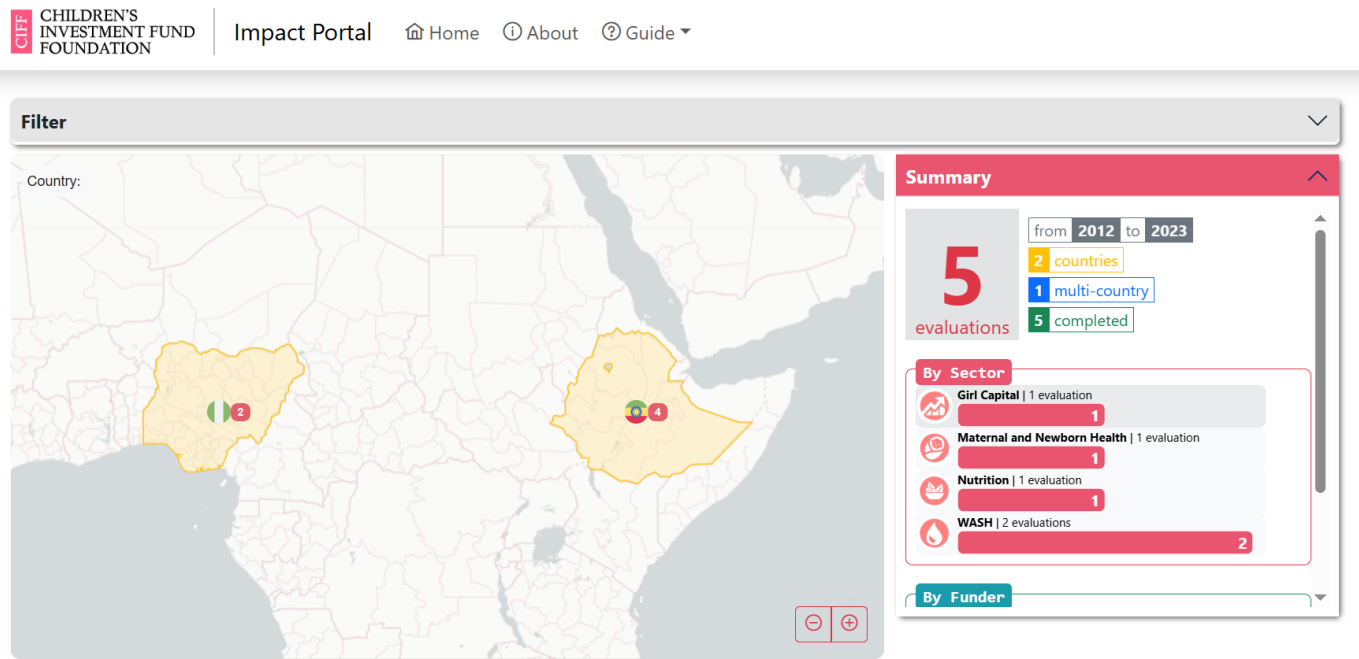 CIFF
CHILDREN'S
INVESTMENT FUND
FOUNDATION
Impact Portal
Home
About
Guide
Filter
Country:
2
4
Summary
5
evaluations
from 2012 to 2023
2 countries
1 multi-country
5 completed
By Sector
Girl Capital | 1 evaluation
1
Maternal and Newborn Health | 1 evaluation
1
Nutrition | 1 evaluation
1
WASH | 2 evaluations
2
By Funder